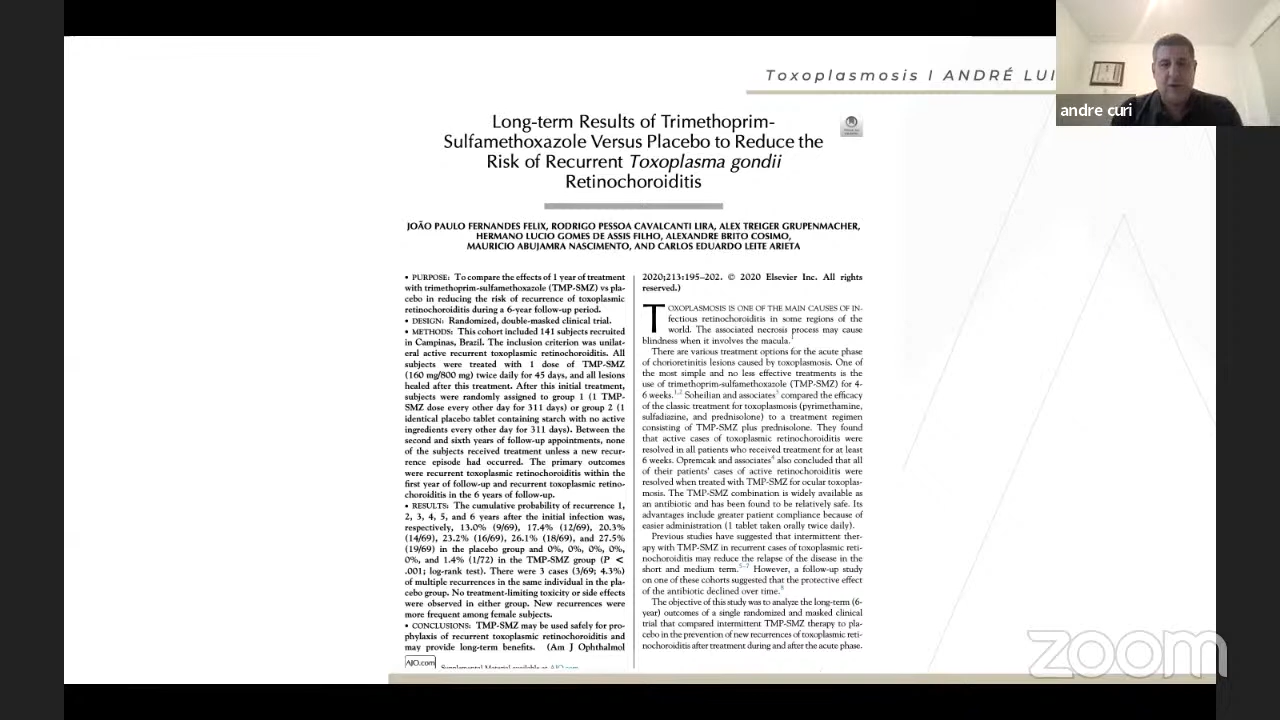 Toxoplasmosis I ANDRÉ LUI
andre curi
Long-term Results of Trimethoprim-
Sulfamethoxazole Versus Placebo to Reduce the
Risk of Recurrent Toxoplasma gondii
Retinochoroiditis
JOÃO PAULO FERNANDES FELIX, RODRIGO PESSOA CAVALCANTI LIRA, ALEX TREIGER GRUPENMACHER,
HERMANO LUCIO GOMES DE ASSIS FILHO, ALEXANDRE BRITO COSIMO,
MAURICIO ABUJAMRA NASCIMENTO, AND CARLOS EDUARDO LEITE ARIETA
• PURPOSE: To compare the effects of 1 year of treatment
with trimethoprim-sulfamethoxazole (TMP-SMZ) vs pla-
cebo in reducing the risk of recurrence of toxoplasmic
retinochoroiditis during a 6-year follow-up period.
• DESIGN: Randomized, double-masked clinical trial.
• METHODS: This cohort included 141 subjects recruited
in Campinas, Brazil. The inclusion criterion was unilat-
eral active recurrent toxoplasmic retinochoroiditis. All
subjects were treated with 1 dose of TMP-SMZ
(160 mg/800 mg) twice daily for 45 days, and all lesions
healed after this treatment. After this initial treatment,
subjects were randomly assigned to group 1 (1 TMP-
SMZ dose every other day for 311 days) or group 2 (1
identical placebo tablet containing starch with no active
ingredients every other day for 311 days). Between the
second and sixth years of follow-up appointments, none
of the subjects received treatment unless a new recur-
rence episode had occurred. The primary outcomes
were recurrent toxoplasmic retinochoroiditis within the
first year of follow-up and recurrent toxoplasmic retino-
choroiditis in the 6 years of follow-up.
• RESULTS: The cumulative probability of recurrence 1,
2, 3, 4, 5, and 6 years after the initial infection was,
respectively, 13.0% (9/69), 17.4% (12/69), 20.3%
(14/69), 23.2% (16/69), 26.1% (18/69), and 27.5%
(19/69) in the placebo group and 0%, 0%, 0%, 0%,
0%, and 1.4% (1/72) in the TMP-SMZ group (P <
.001; log-rank test). There were 3 cases (3/69; 4.3%)
of multiple recurrences in the same individual in the pla-
cebo group. No treatment-limiting toxicity or side effects
were observed in either group. New recurrences were
more frequent among female subjects.
• CONCLUSIONS: TMP-SMZ may be used safely for pro-
phylaxis of recurrent toxoplasmic retinochoroiditis and
may provide long-term benefits. (Am J Ophthalmol
2020;213:195–202. © 2020 Elsevier Inc. All rights
reserved.)
TOXOPLASMOSIS IS ONE OF THE MAIN CAUSES OF IN-
fectious retinochoroiditis in some regions of the
world. The associated necrosis process may cause
blindness when it involves the macula.1
There are various treatment options for the acute phase
of chorioretinitis lesions caused by toxoplasmosis. One of
the most simple and no less effective treatments is the
use of trimethoprim-sulfamethoxazole (TMP-SMZ) for 4-
6 weeks.1,2 Soheilian and associates3 compared the efficacy
of the classic treatment for toxoplasmosis (pyrimethamine,
sulfadiazine, and prednisolone) to a treatment regimen
consisting of TMP-SMZ plus prednisolone. They found
that active cases of toxoplasmic retinochoroiditis were
resolved in all patients who received treatment for at least
6 weeks. Opremcak and associates4 also concluded that all
of their patients' cases of active retinochoroiditis were
resolved when treated with TMP-SMZ for ocular toxoplas-
mosis. The TMP-SMZ combination is widely available as
an antibiotic and has been found to be relatively safe. Its
advantages include greater patient compliance because of
easier administration (1 tablet taken orally twice daily).
Previous studies have suggested that intermittent ther-
apy with TMP-SMZ in recurrent cases of toxoplasmic reti-
nochoroiditis may reduce the relapse of the disease in the
short and medium term.5–7 However, a follow-up study
on one of these cohorts suggested that the protective effect
of the antibiotic declined over time.8
The objective of this study was to analyze the long-term (6-
year) outcomes of a single randomized and masked clinical
trial that compared intermittent TMP-SMZ therapy to pla-
cebo in the prevention of new recurrences of toxoplasmic reti-
nochoroiditis after treatment during and after the acute phase.
AJO.com
Supplemental Material available at AJO.com
zoom